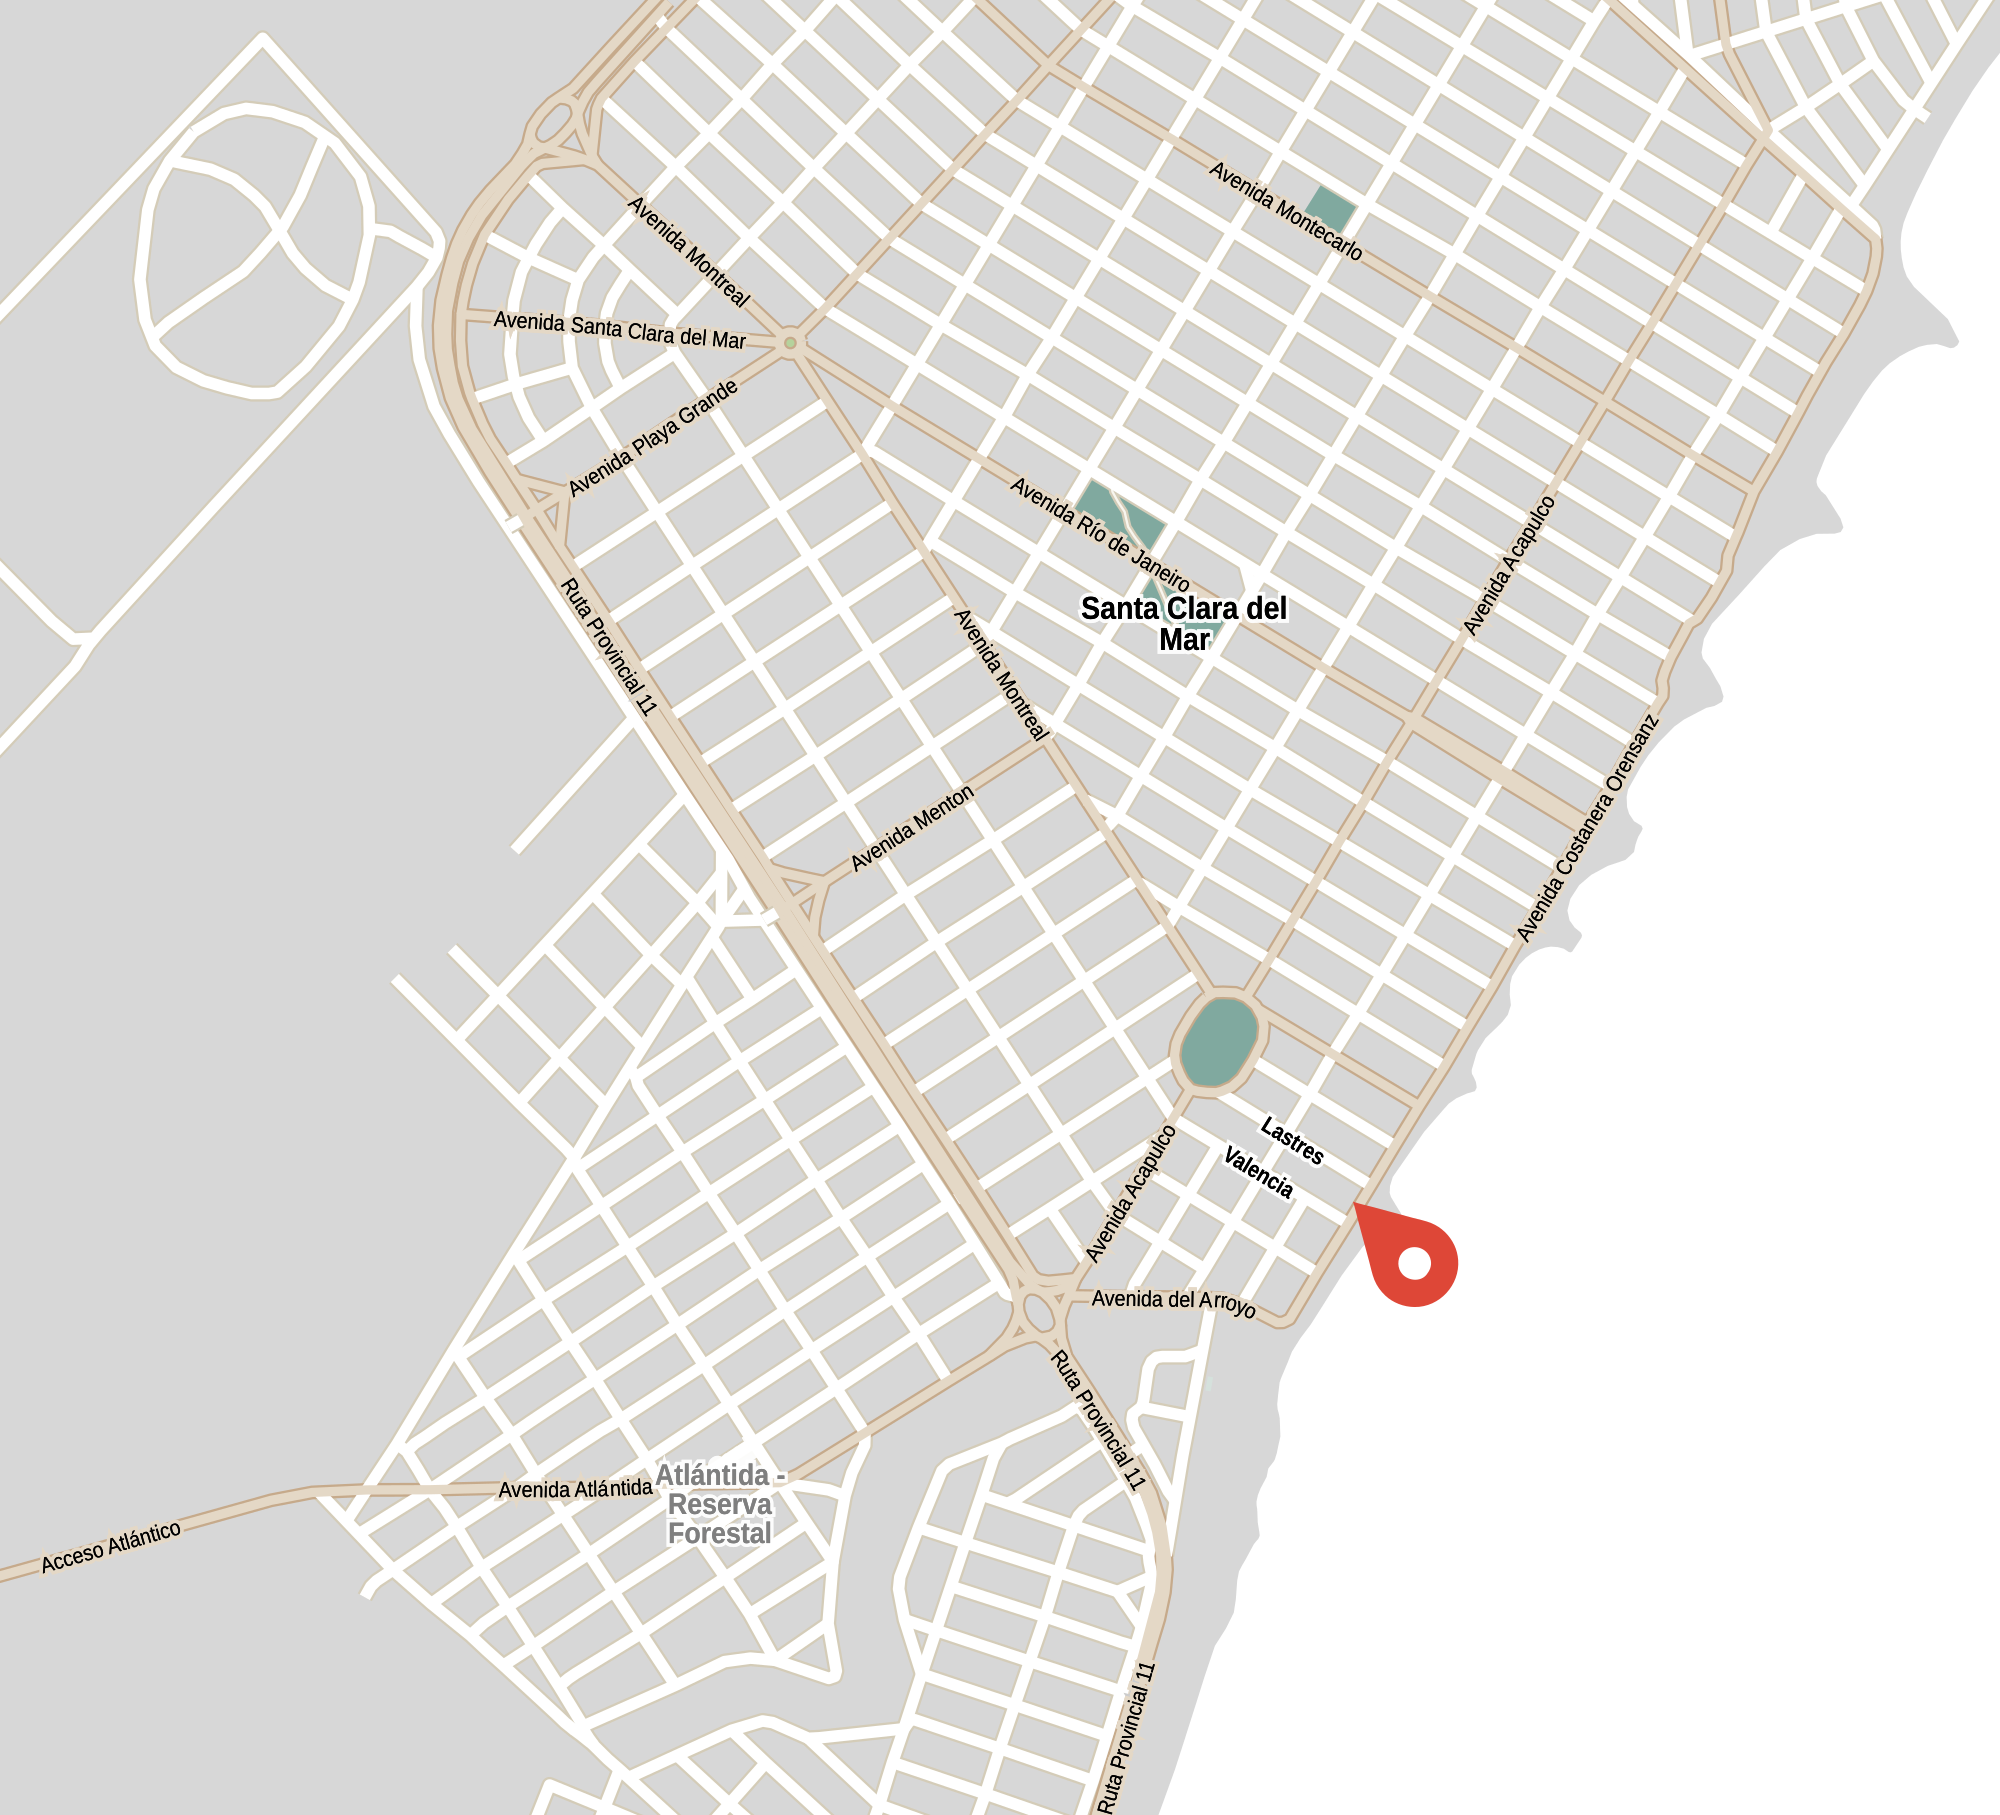 Avenida Montecarlo
Avenida Montreal
Avenida Santa Clara del Mar
Avenida Playa Grande
Avenida Río de Janeiro
Avenida Acapulco
Santa Clara del
Mar
Ruta Provincial 11
Avenida Montreal
Avenida Menton
Avenida Costanera Orensanz
Lastres
Valencia
Avenida Acapulco
Avenida del Arroyo
Ruta Provincial 11
Atlántida -
Reserva
Forestal
Avenida Atlántida
Acceso Atlántico
Ruta Provincial 11